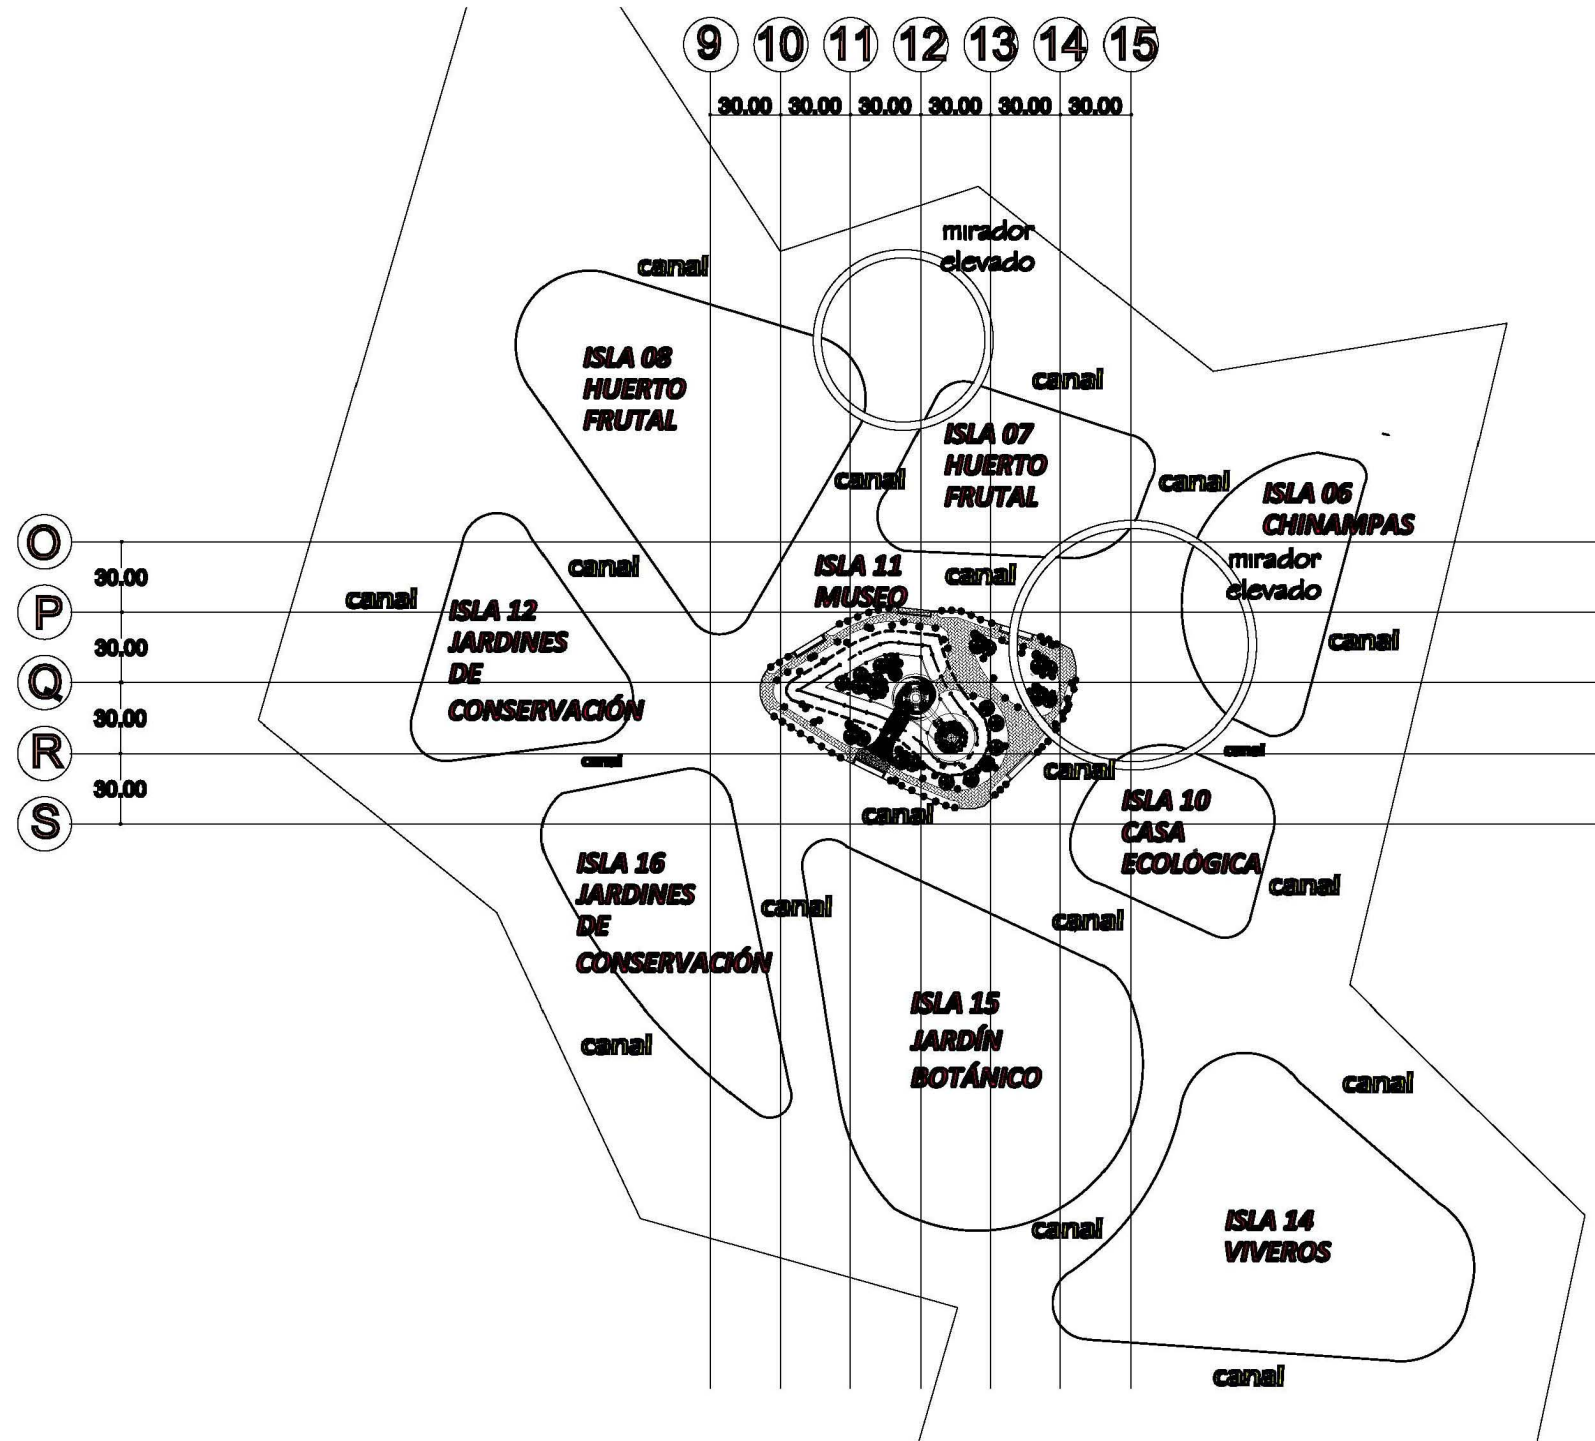 9 10 11 12 13 14 15
30.00 30.00 30.00 30.00 30.00 30.00
mirador
elevado
canal
ISLA 08
HUERTO
FRUTAL
canal
ISLA 07
HUERTO
FRUTAL
canal
canal
ISLA 06
CHINAMPAS
O
30.00
P
30.00
Q
30.00
R
30.00
S
canal
canal
ISLA 12
JARDINES
DE
CONSERVACIÓN
canal
ISLA 11
MUSEO
canal
mirador
elevado
canal
canal
canal
canal
ISLA 10
CASA
ECOLÓGICA
canal
canal
ISLA 16
JARDINES
DE
CONSERVACIÓN
canal
canal
canal
ISLA 15
JARDÍN
BOTÁNICO
canal
canal
ISLA 14
VIVEROS
canal